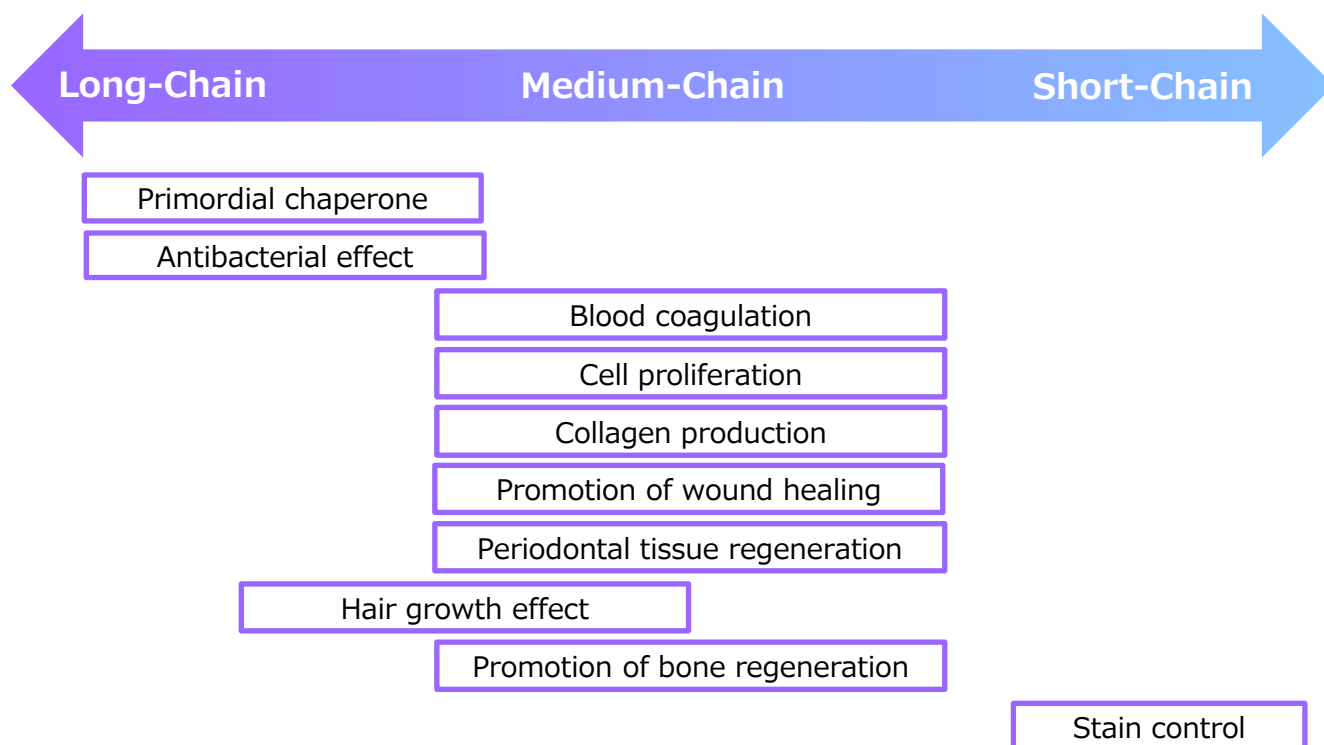 Long-Chain Medium-Chain Short-Chain
Primordial chaperone
Antibacterial effect
Blood coagulation
Cell proliferation
Collagen production
Promotion of wound healing
Periodontal tissue regeneration
Hair growth effect
Promotion of bone regeneration
Stain control